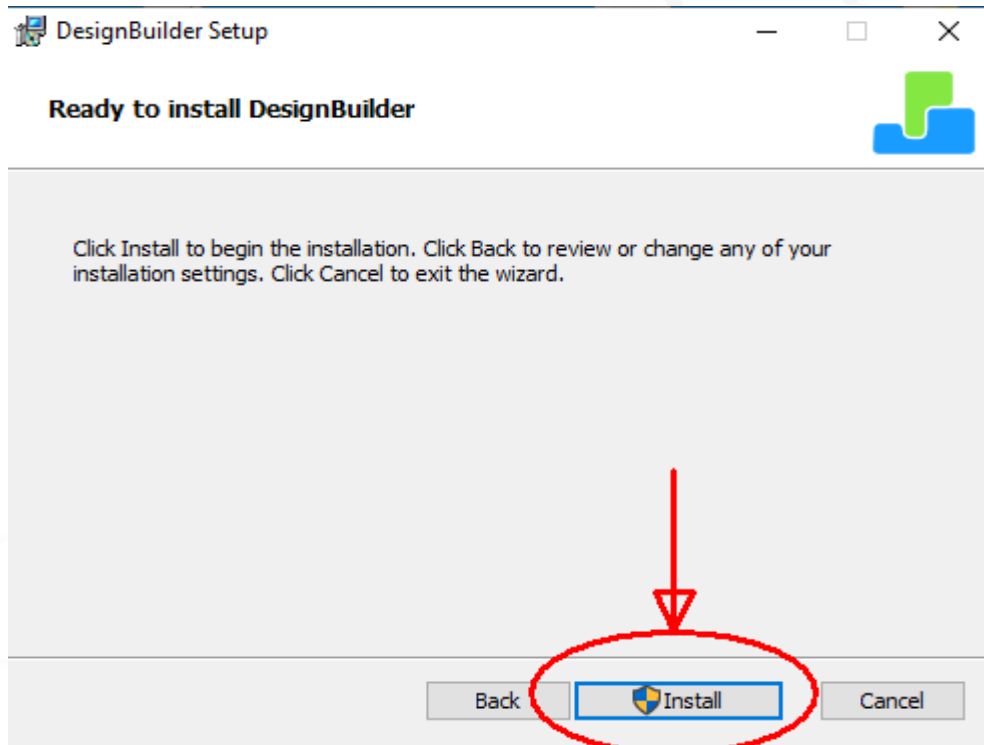 DesignBuilder Setup
Ready to install DesignBuilder
Click Install to begin the installation. Click Back to review or change any of your
installation settings. Click Cancel to exit the wizard.
Back
Install
Cancel